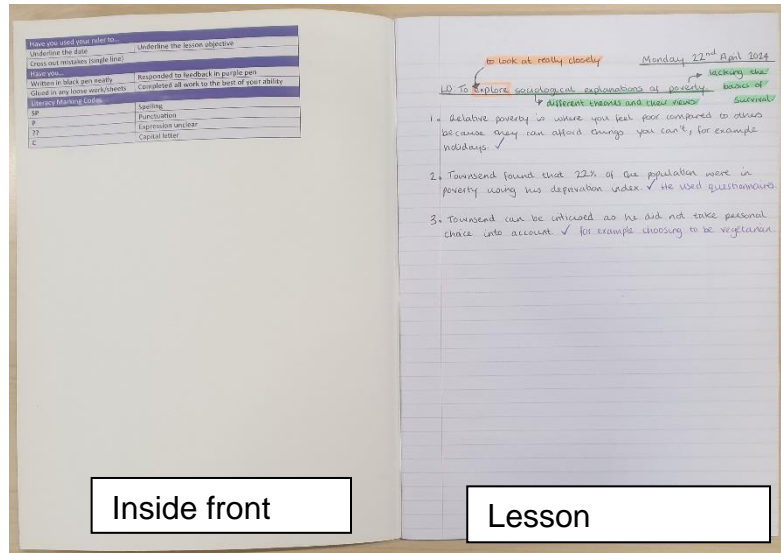 Have you used your ruler to...
Underline the date Underline the lesson objective
Cross out mistakes (single line)
Have you...
Written in black pen neatly Responded to feedback in purple pen
Glued in any loose work/sheets Completed all work to the best of your ability
Literacy Marking Codes
SP Spelling
P Punctuation
?? Expression unclear
C Capital letter
Inside front
to look at really closely Monday 22nd April 2024
lacking the
LO: To explore sociological explanations of poverty basics of
different theories and their views survival
1. Relative poverty is where you feel poor compared to others
because they can afford things you can't, for example
holidays. ✓
2. Townsend found that 22% of the population were in
poverty using his deprivation index. ✓ He used questionnaires
3. Townsend can be criticised as he did not take personal
choice into account ✓ for example choosing to be vegetarian
Lesson